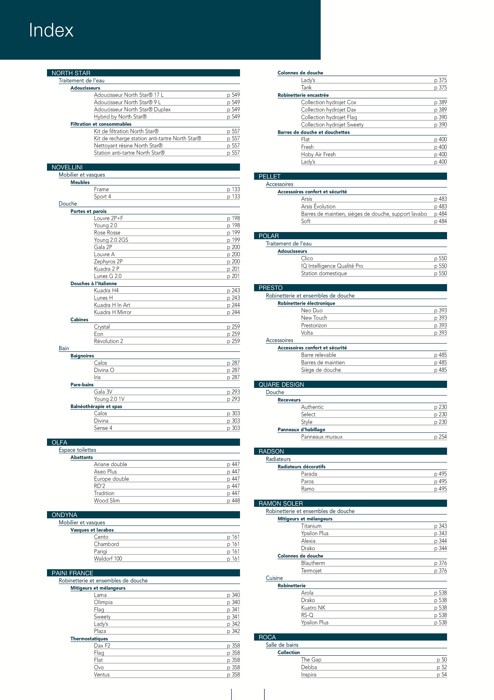 Index
NORTH STAR
Traitement de l'eau
Adoucisseurs
Adoucisseur North Star® 17 L p 549
Adoucisseur North Star® 9 L p 549
Adoucisseur North Star® Duplex p 549
Hybrid by North Star® p 549
Filtration et consommables
Kit de filtration North Star® p 557
Kit de recharge station anti-tartre North Star® p 557
Nettoyant résine North Star® p 557
Station anti-tartre North Star® p 557
NOVELLINI
Mobilier et vasques
Meubles
Frame p 133
Sport 4 p 133
Douche
Portes et parois
Louvre 2P+F p 198
Young 2.0 p 198
Rose Rosse p 199
Young 2.0 2GS p 199
Gala 2P p 200
Louvre A p 200
Zephyros 2P p 200
Kuadra 2 P p 201
Lunes G 2.0 p 201
Douches à l'Italienne
Kuadra H4 p 243
Lunes H p 243
Kuadra H In Art p 244
Kuadra H Mirror p 244
Cabines
Crystal p 259
Eon p 259
Révolution 2 p 259
Bain
Baignoires
Calos p 287
Divina O p 287
Iris p 287
Pare-bains
Gala 3V p 293
Young 2.0 1V p 293
Balnéothérapie et spas
Calos p 303
Divina p 303
Sense 4 p 303
OLFA
Espace toilettes
Abattants
Ariane double p 447
Asao Plus p 447
Europe double p 447
RD'2 p 447
Tradition p 447
Wood Slim p 448
ONDYNA
Mobilier et vasques
Vasques et lavabos
Canto p 161
Chambord p 161
Parigi p 161
Waldorf 100 p 161
PAINI FRANCE
Robinetterie et ensembles de douche
Mitigeurs et mélangeurs
Lama p 340
Olimpia p 340
Flag p 341
Sweety p 341
Lady's p 342
Plaza p 342
Thermostatiques
Dax F2 p 358
Flag p 358
Flat p 358
Ovo p 358
Ventus p 358
Colonnes de douche
Lady's p 375
Tank p 375
Robinetterie encastrée
Collection hydrojet Cox p 389
Collection hydrojet Dax p 389
Collection hydrojet Flag p 390
Collection hydrojet Sweety p 390
Barres de douche et douchettes
Flat p 400
Fresh p 400
Hoby Air Fresh p 400
Lady's p 400
PELLET
Accessoires
Accessoires confort et sécurité
Arsis p 483
Arsis Évolution p 483
Barres de maintien, sièges de douche, support lavabo p 484
Soft p 484
POLAR
Traitement de l'eau
Adoucisseurs
Clico p 550
IQ Intelligence Qualité Pro p 550
Station domestique p 550
PRESTO
Robinetterie et ensembles de douche
Robinetterie électronique
Neo Duo p 393
New Touch p 393
Prestorizon p 393
Volta p 393
Accessoires
Accessoires confort et sécurité
Barre relevable p 485
Barres de maintien p 485
Siège de douche p 485
QUARE DESIGN
Douche
Receveurs
Authentic p 230
Select p 230
Style p 230
Panneaux d'habillage
Panneaux muraux p 254
RADSON
Radiateurs
Radiateurs décoratifs
Parada p 495
Paros p 495
Ramo p 495
RAMON SOLER
Robinetterie et ensembles de douche
Mitigeurs et mélangeurs
Titanium p 343
Ypsilon Plus p 343
Alexia p 344
Drako p 344
Colonnes de douche
Blautherm p 376
Termojet p 376
Cuisine
Robinetterie
Arola p 538
Drako p 538
Kuatro NK p 538
RS-Q p 538
Ypsilon Plus p 538
ROCA
Salle de bains
Collection
The Gap p 50
Debba p 52
Inspira p 54